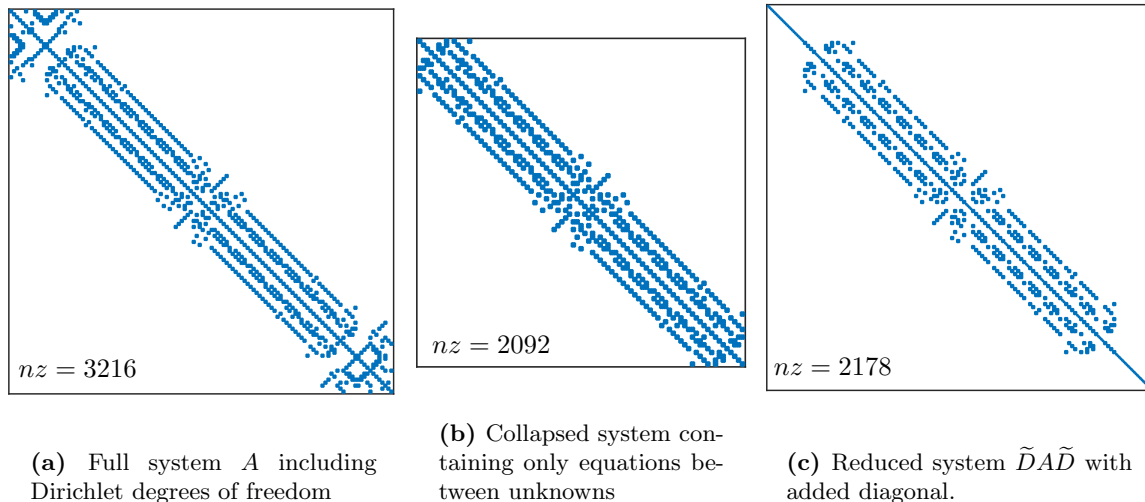 nz = 3216
nz = 2092
nz = 2178
(a) Full system A including
Dirichlet degrees of freedom
(b) Collapsed system con-
taining only equations be-
tween unknowns
(c) Reduced system D̃AD̃ with
added diagonal.